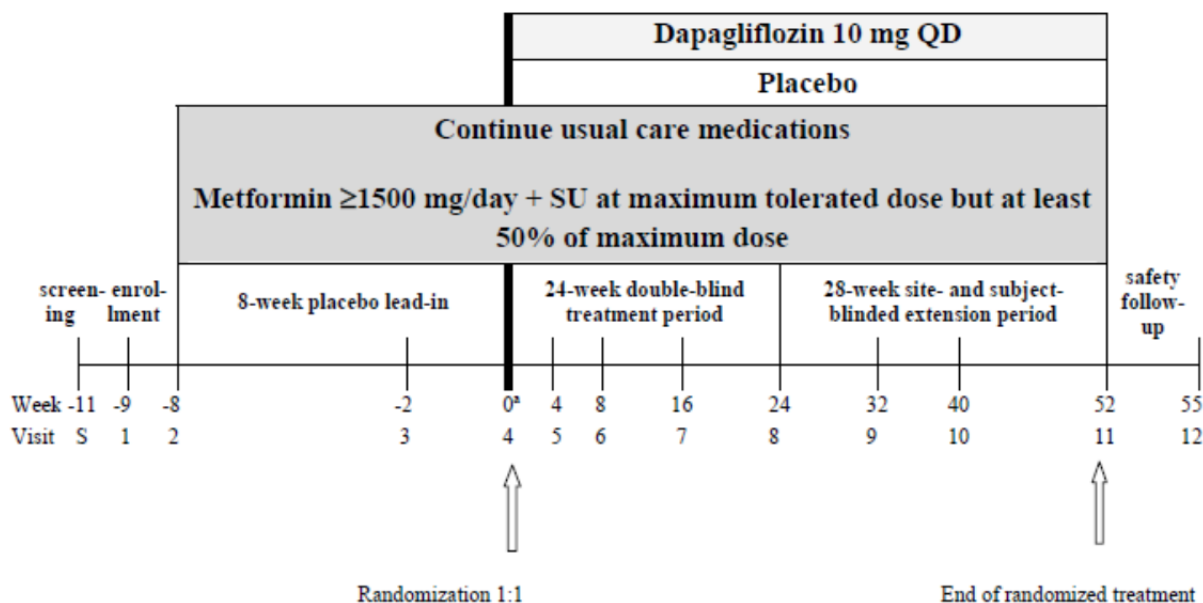 Dapagliflozin 10 mg QD
Placebo
Continue usual care medications
Metformin ≥1500 mg/day + SU at maximum tolerated dose but at least
50% of maximum dose
screen-
ing
enrol-
lment
8-week placebo lead-in
24-week double-blind
treatment period
28-week site- and subject-
blinded extension period
safety
follow-
up
Week -11 -9 -8 -2 0ª 4 8 16 24 32 40 52 55
Visit S 1 2 3 4 5 6 7 8 9 10 11 12
Randomization 1:1
End of randomized treatment